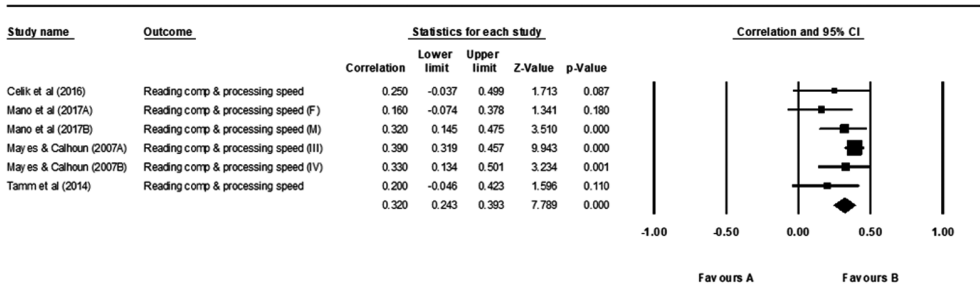 Study name Outcome Statistics for each study Correlation and 95% CI
Correlation Lower limit Upper limit Z-Value p-Value
Celik et al (2016) Reading comp & processing speed 0.250 -0.037 0.499 1.713 0.087
Mano et al (2017A) Reading comp & processing speed (F) 0.160 -0.074 0.378 1.341 0.180
Mano et al (2017B) Reading comp & processing speed (M) 0.320 0.145 0.475 3.510 0.000
Mayes & Calhoun (2007A) Reading comp & processing speed (III) 0.390 0.319 0.457 9.943 0.000
Mayes & Calhoun (2007B) Reading comp & processing speed (IV) 0.330 0.134 0.501 3.234 0.001
Tamm et al (2014) Reading comp & processing speed 0.200 -0.046 0.423 1.596 0.110
0.320 0.243 0.393 7.789 0.000
-1.00 -0.50 0.00 0.50 1.00
Favours A Favours B